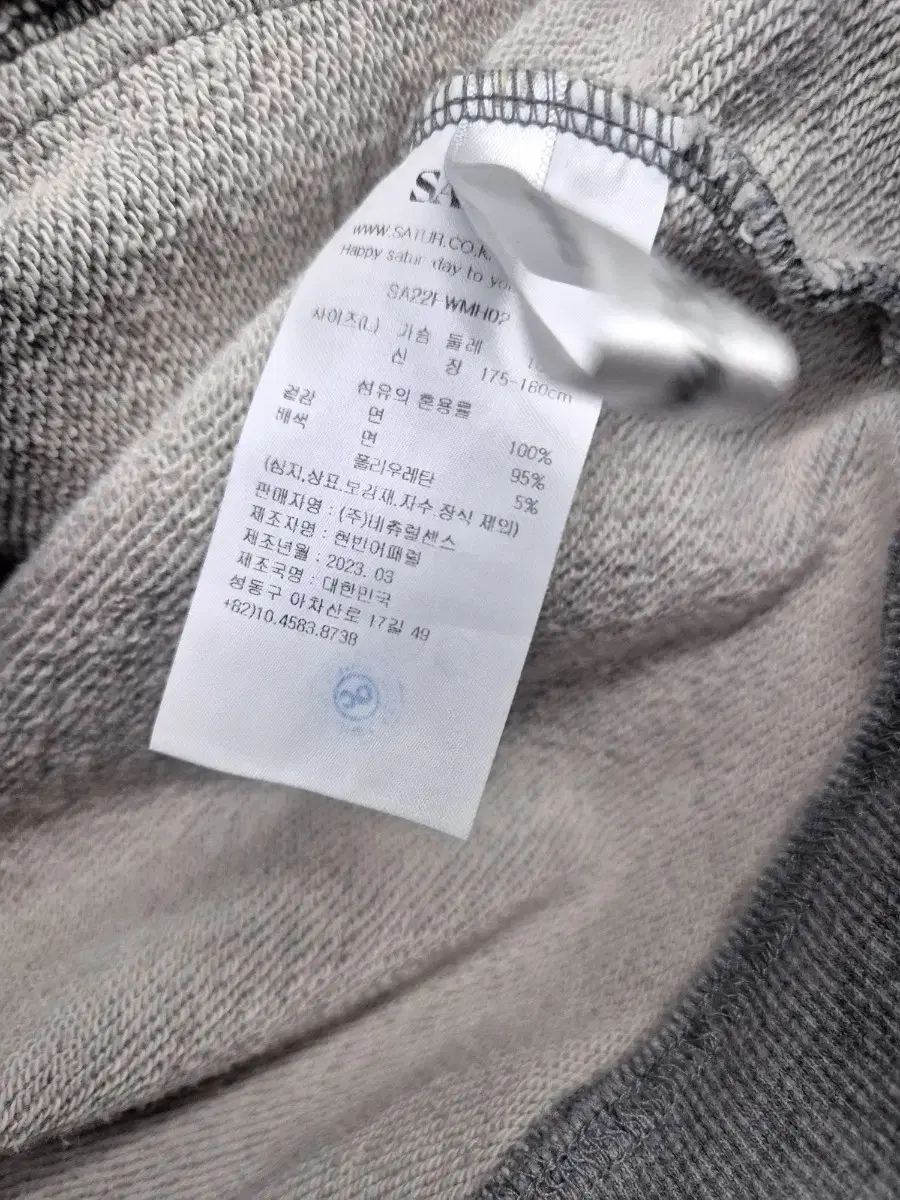 WWW.SATUR.CO.K
Happy satur day to yo
SA22FWMH02
사이즈(L) 가슴 둘레
신 장 175-180cm
섬유의 혼용율
겉감 면 100%
배색 면 95%
폴리우레탄 5%
(심지,상표,보강재,자수,장식 제외)
판매자명 : (주)네츄럴센스
제조자명 : 현빈어패럴
제조년월 : 2023. 03
제조국명 : 대한민국
성동구 아차산로 17길 49
+82)10.4583.8738